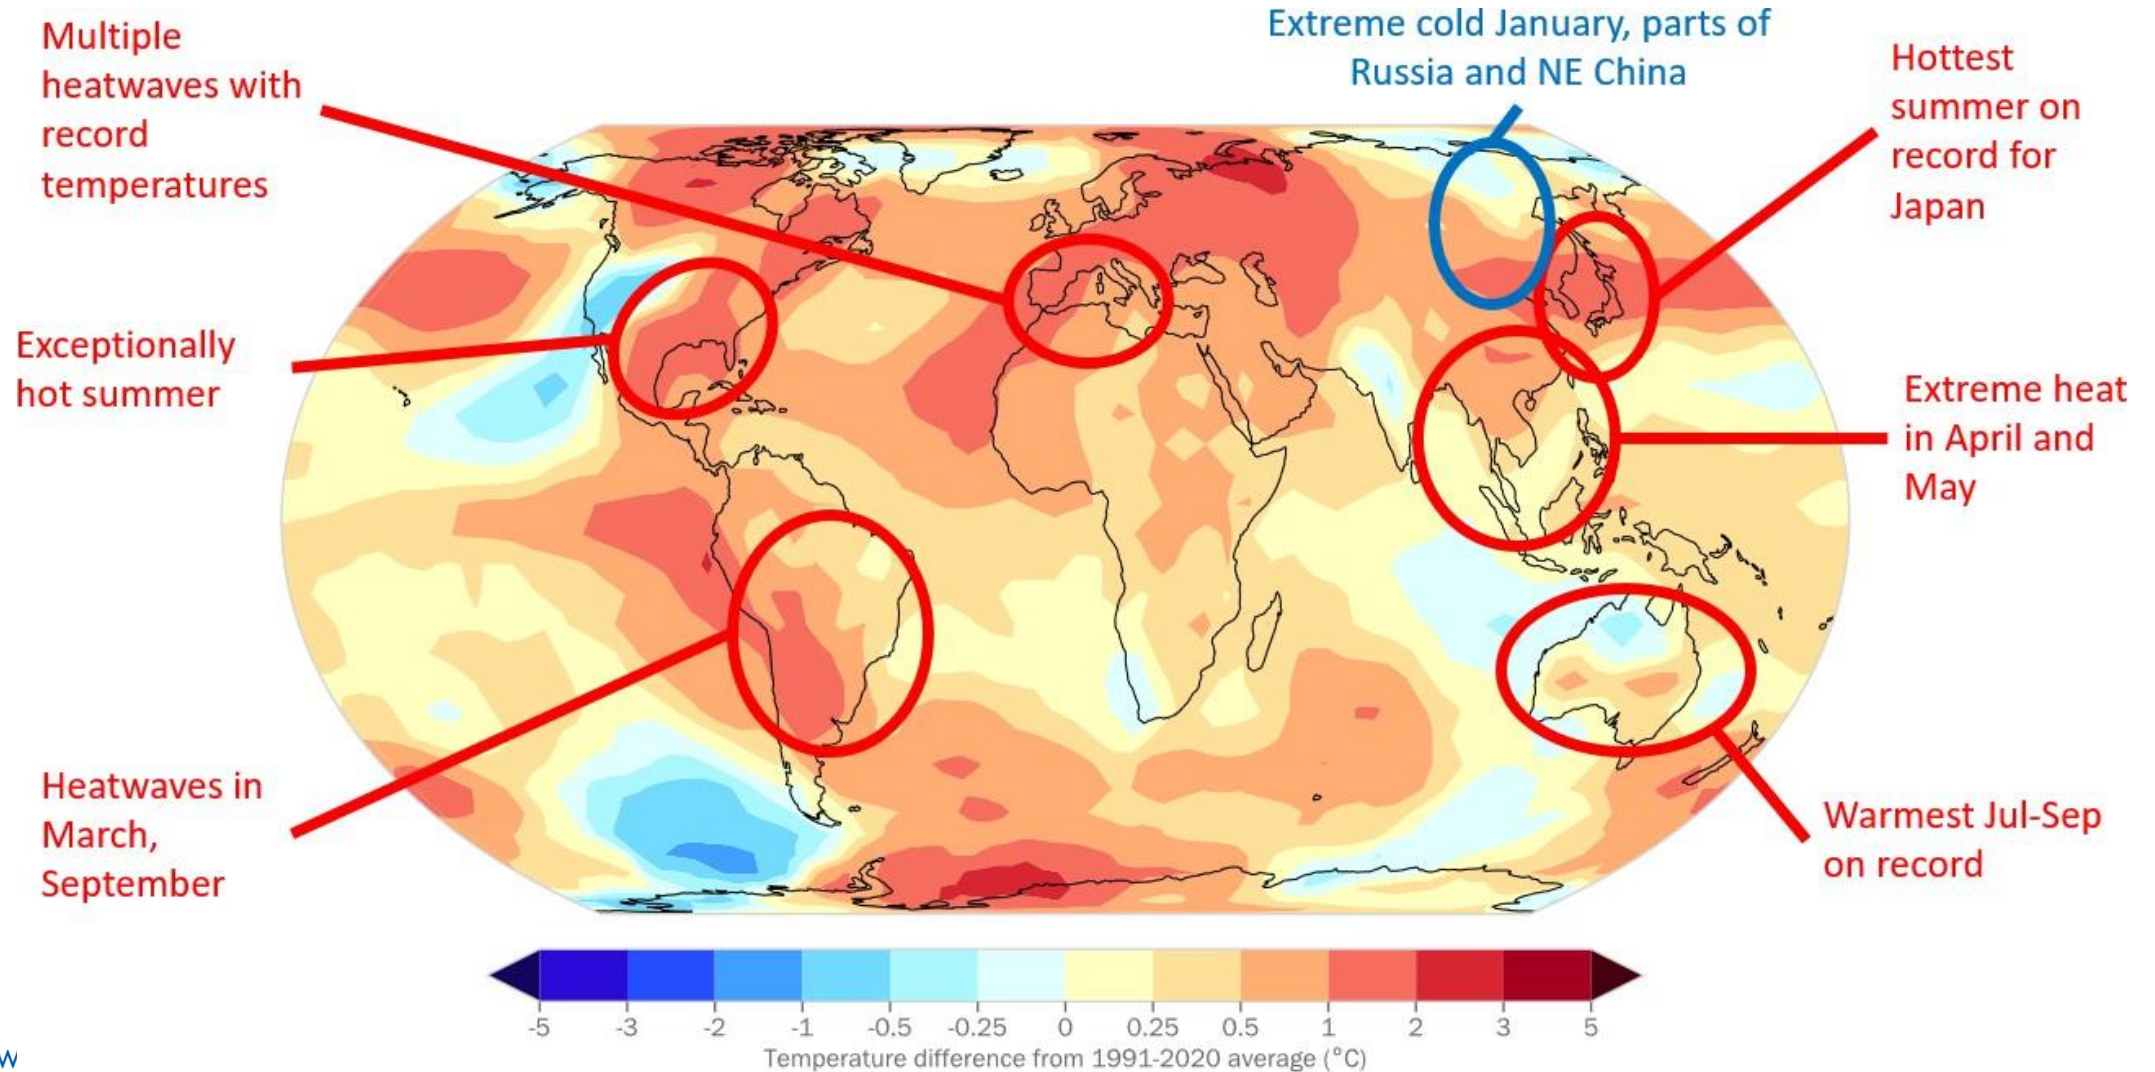 Multiple
heatwaves with
record
temperatures
Extreme cold January, parts of
Russia and NE China
Hottest
summer on
record for
Japan
Exceptionally
hot summer
Extreme heat
in April and
May
Heatwaves in
March,
September
Warmest Jul-Sep
on record
-5 -3 -2 -1 -0.5 -0.25 0 0.25 0.5 1 2 3 5
Temperature difference from 1991-2020 average (°C)
w